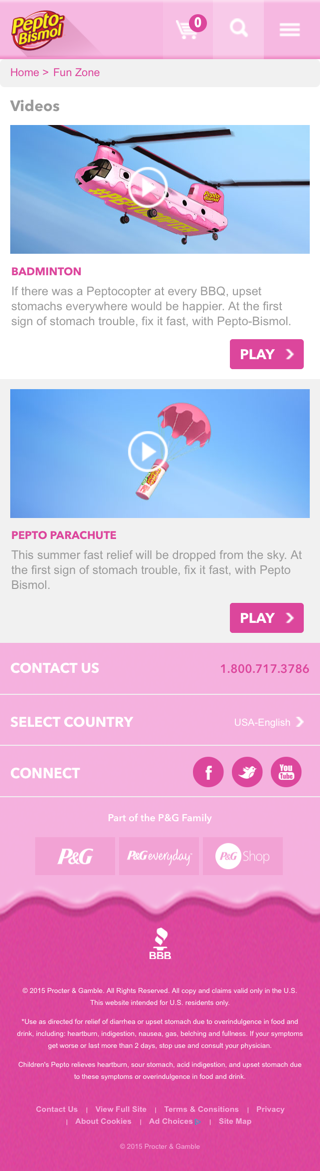 Pepto-
Bismol
0
Home > Fun Zone
Videos
BADMINTON
If there was a Peptocopter at every BBQ, upset
stomachs everywhere would be happier. At the first
sign of stomach trouble, fix it fast, with Pepto-Bismol.
PLAY
PEPTO PARACHUTE
This summer fast relief will be dropped from the sky. At
the first sign of stomach trouble, fix it fast, with Pepto
Bismol.
PLAY
CONTACT US 1.800.717.3786
SELECT COUNTRY USA-English
CONNECT f You Tube
Part of the P&G Family
P&G P&G everyday P&G Shop
BBB
© 2015 Procter & Gamble. All Rights Reserved. All copy and claims valid only in the U.S.
This website intended for U.S. residents only.
*Use as directed for relief of diarrhea or upset stomach due to overindulgence in food and
drink, including: heartburn, indigestion, nausea, gas, belching and fullness. If your symptoms
get worse or last more than 2 days, stop use and consult your physician.
Children's Pepto relieves heartburn, sour stomach, acid indigestion, and upset stomach due
to these symptoms or overindulgence in food and drink.
Contact Us | View Full Site | Terms & Consitions | Privacy
| About Cookies | Ad Choices | Site Map
© 2015 Procter & Gamble